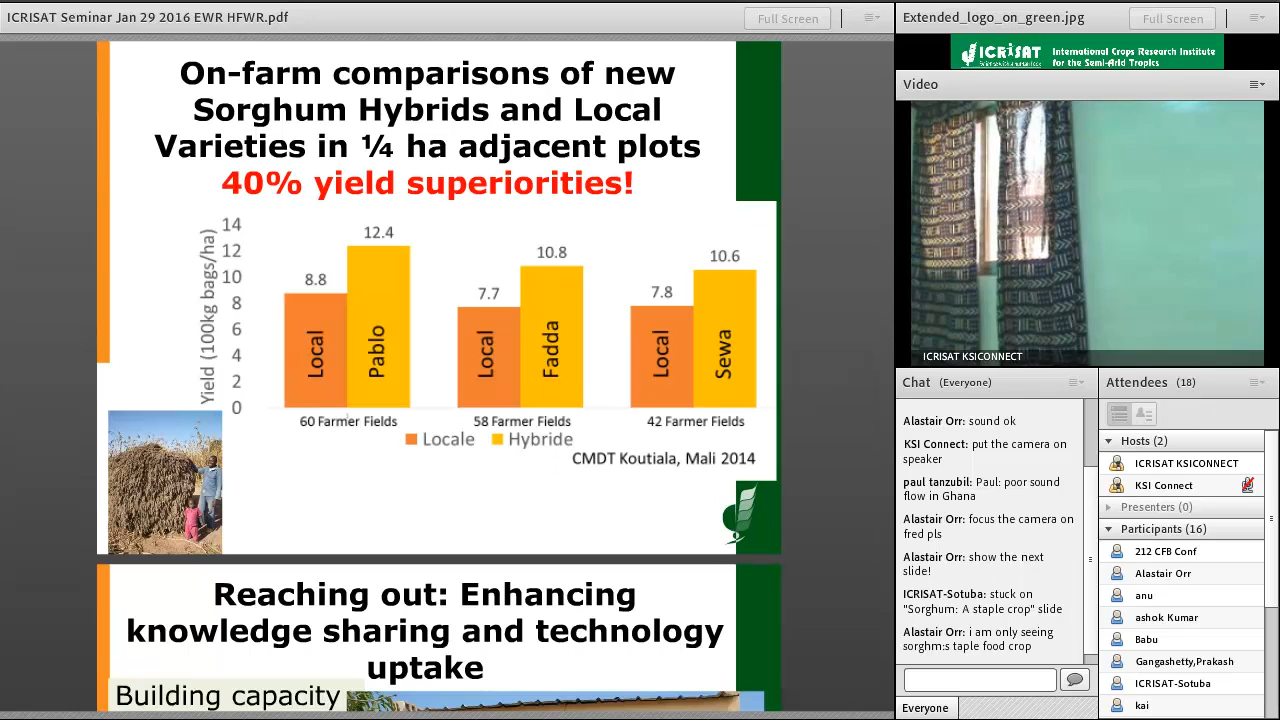 ICRISAT Seminar Jan 29 2016 EWR HFWR.pdf
Full Screen
On-farm comparisons of new
Sorghum Hybrids and Local
Varieties in ¼ ha adjacent plots
40% yield superiorities!
Yield (100kg bags/ha)
14
12
10
8
6
4
2
0
8.8
12.4
7.7
10.8
7.8
10.6
Local
Pablo
Local
Fadda
Local
Sewa
60 Farmer Fields
58 Farmer Fields
42 Farmer Fields
Locale
Hybride
CMDT Koutiala, Mali 2014
Reaching out: Enhancing
knowledge sharing and technology
uptake
Building capacity
Extended_logo_on_green.jpg
Full Screen
ICRISAT
International Crops Research Institute
for the Semi-Arid Tropics
Video
ICRISAT KSICONNECT
Chat (Everyone)
Alastair Orr: sound ok
KSI Connect: put the camera on
speaker
paul tanzubil: Paul: poor sound
flow in Ghana
Alastair Orr: focus the camera on
fred pls
Alastair Orr: show the next
slide!
ICRISAT-Sotuba: stuck on
"Sorghum: A staple crop" slide
Alastair Orr: i am only seeing
sorghm:s taple food crop
Everyone
Attendees (18)
Hosts (2)
ICRISAT KSICONNECT
KSI Connect
Presenters (0)
Participants (16)
212 CFB Conf
Alastair Orr
anu
ashok Kumar
Babu
Gangashetty,Prakash
ICRISAT-Sotuba
kai